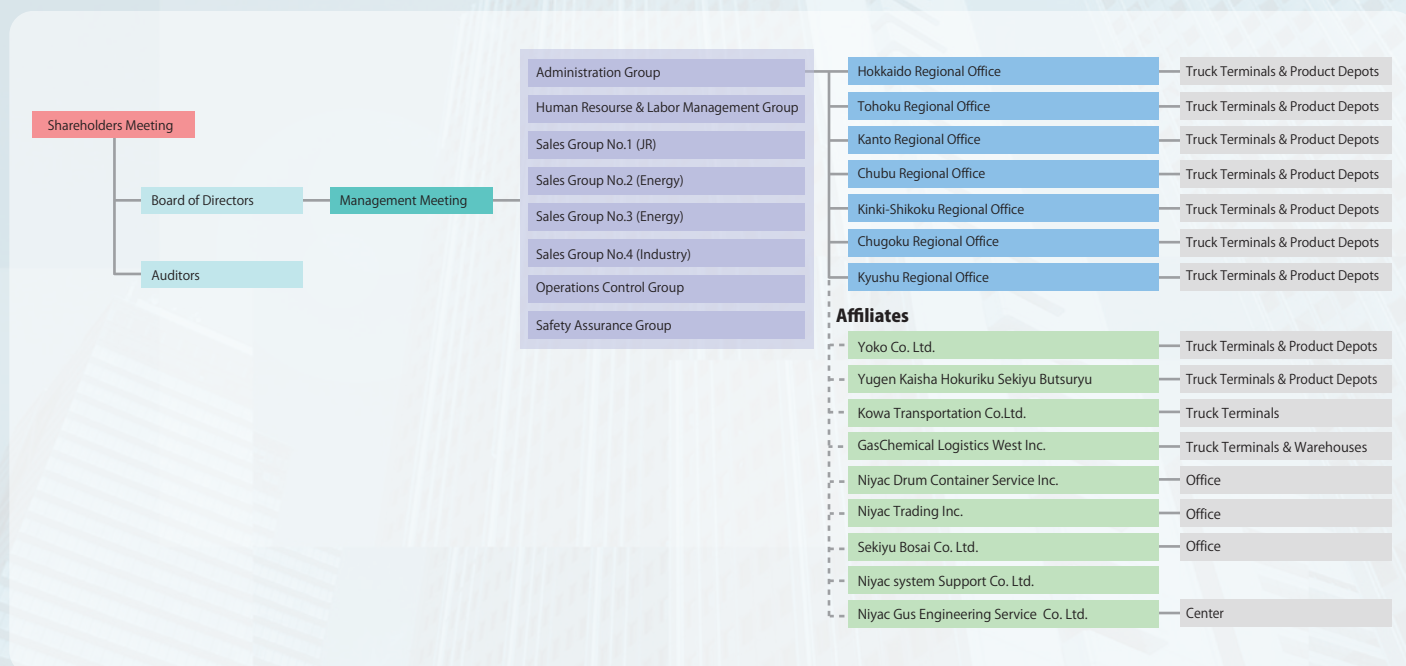 Shareholders Meeting
Board of Directors
Auditors
Management Meeting
Administration Group
Human Resourse & Labor Management Group
Sales Group No.1 (JR)
Sales Group No.2 (Energy)
Sales Group No.3 (Energy)
Sales Group No.4 (Industry)
Operations Control Group
Safety Assurance Group
Hokkaido Regional Office
Truck Terminals & Product Depots
Tohoku Regional Office
Truck Terminals & Product Depots
Kanto Regional Office
Truck Terminals & Product Depots
Chubu Regional Office
Truck Terminals & Product Depots
Kinki-Shikoku Regional Office
Truck Terminals & Product Depots
Chugoku Regional Office
Truck Terminals & Product Depots
Kyushu Regional Office
Truck Terminals & Product Depots
Affiliates
Yoko Co. Ltd.
Truck Terminals & Product Depots
Yugen Kaisha Hokuriku Sekiyu Butsuryu
Truck Terminals & Product Depots
Kowa Transportation Co.Ltd.
Truck Terminals
GasChemical Logistics West Inc.
Truck Terminals & Warehouses
Niyac Drum Container Service Inc.
Office
Niyac Trading Inc.
Office
Sekiyu Bosai Co. Ltd.
Office
Niyac system Support Co. Ltd.
Niyac Gus Engineering Service Co. Ltd.
Center